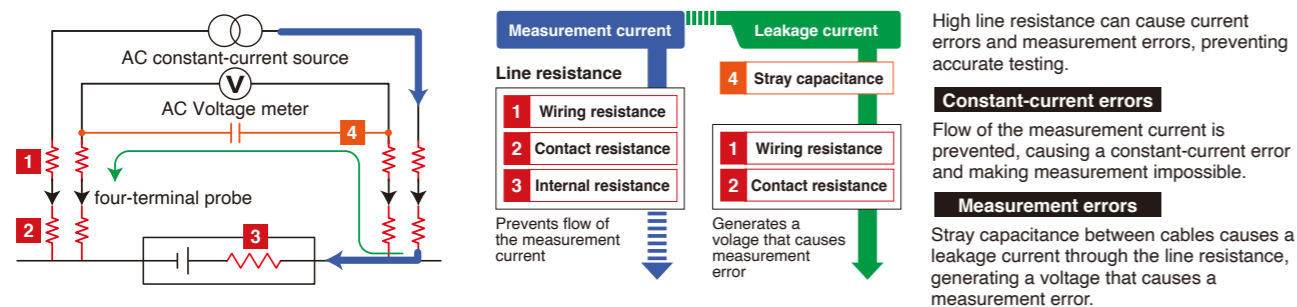 AC constant-current source
V
AC Voltage meter
4
1
four-terminal probe
2
3
Measurement current
Line resistance
1 Wiring resistance
2 Contact resistance
3 Internal resistance
Prevents flow of
the measurement
current
Leakage current
4 Stray capacitance
1 Wiring resistance
2 Contact resistance
Generates a
volage that causes
measurement
error
High line resistance can cause current
errors and measurement errors, preventing
accurate testing.
Constant-current errors
Flow of the measurement current is
prevented, causing a constant-current error
and making measurement impossible.
Measurement errors
Stray capacitance between cables causes a
leakage current through the line resistance,
generating a voltage that causes a
measurement error.